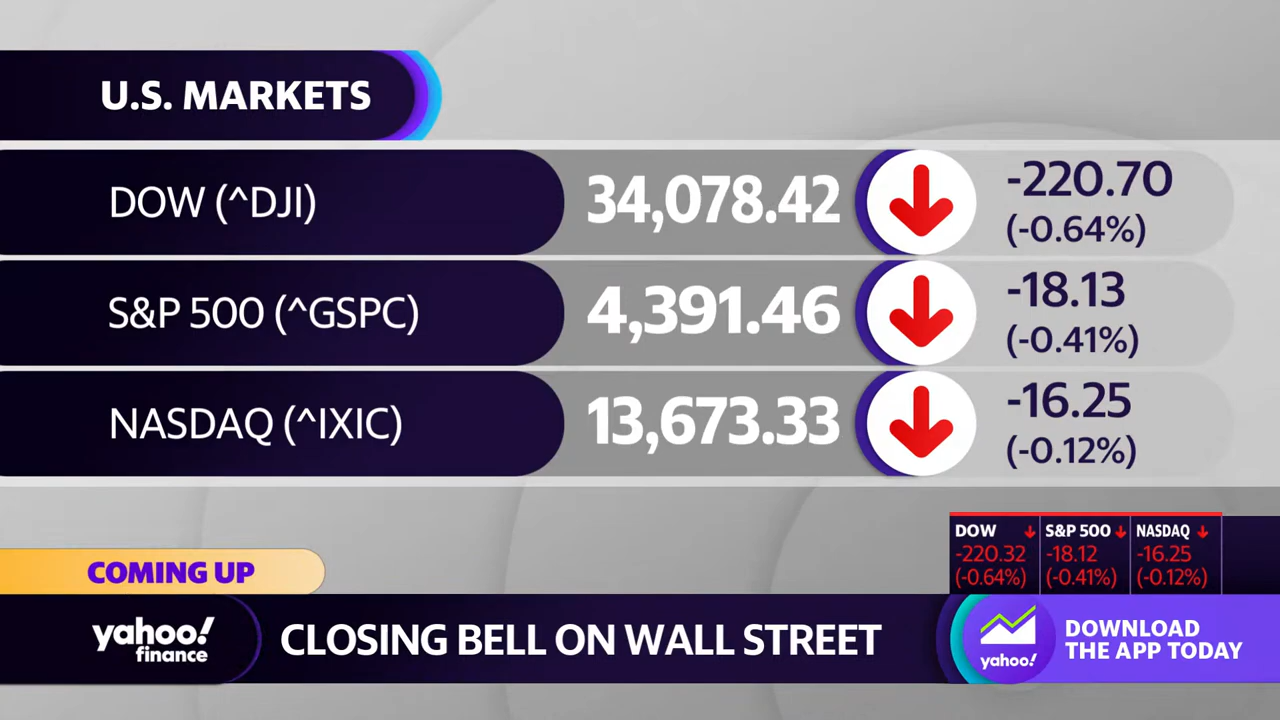 U.S. MARKETS
DOW (^DJI) 34,078.42 -220.70
(-0.64%)
S&P 500 (^GSPC) 4,391.46 -18.13
(-0.41%)
NASDAQ (^IXIC) 13,673.33 -16.25
(-0.12%)
DOW S&P 500 NASDAQ
-220.32 -18.12 -16.25
(-0.64%) (-0.41%) (-0.12%)
COMING UP
yahoo!
finance
CLOSING BELL ON WALL STREET
yahoo!
DOWNLOAD
THE APP TODAY